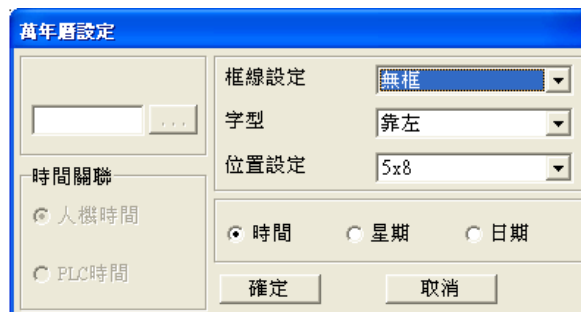 萬年曆設定
框線設定 無框
...
字型 靠左
位置設定 5x8
時間關聯
人機時間
PLC時間
時間 星期 日期
確定 取消